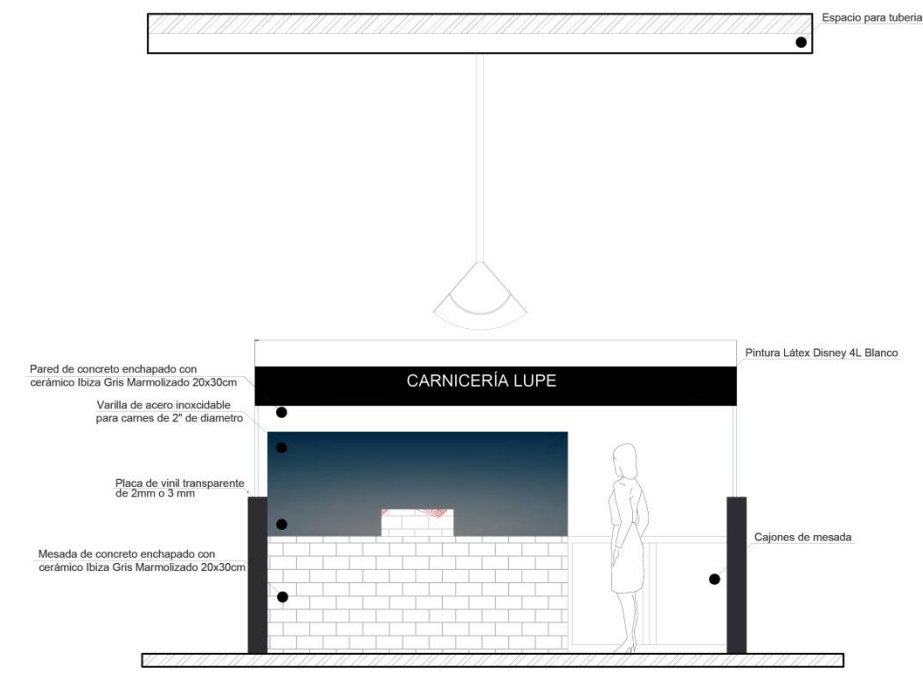 Espacio para tuberia
Pintura Látex Disney 4L Blanco
Pared de concreto enchapado con
cerámico Ibiza Gris Marmolizado 20x30cm
CARNICERÍA LUPE
Varilla de acero inoxcidable
para carnes de 2" de diametro
Placa de vinil transparente
de 2mm o 3 mm
Cajones de mesada
Mesada de concreto enchapado con
cerámico Ibiza Gris Marmolizado 20x30cm